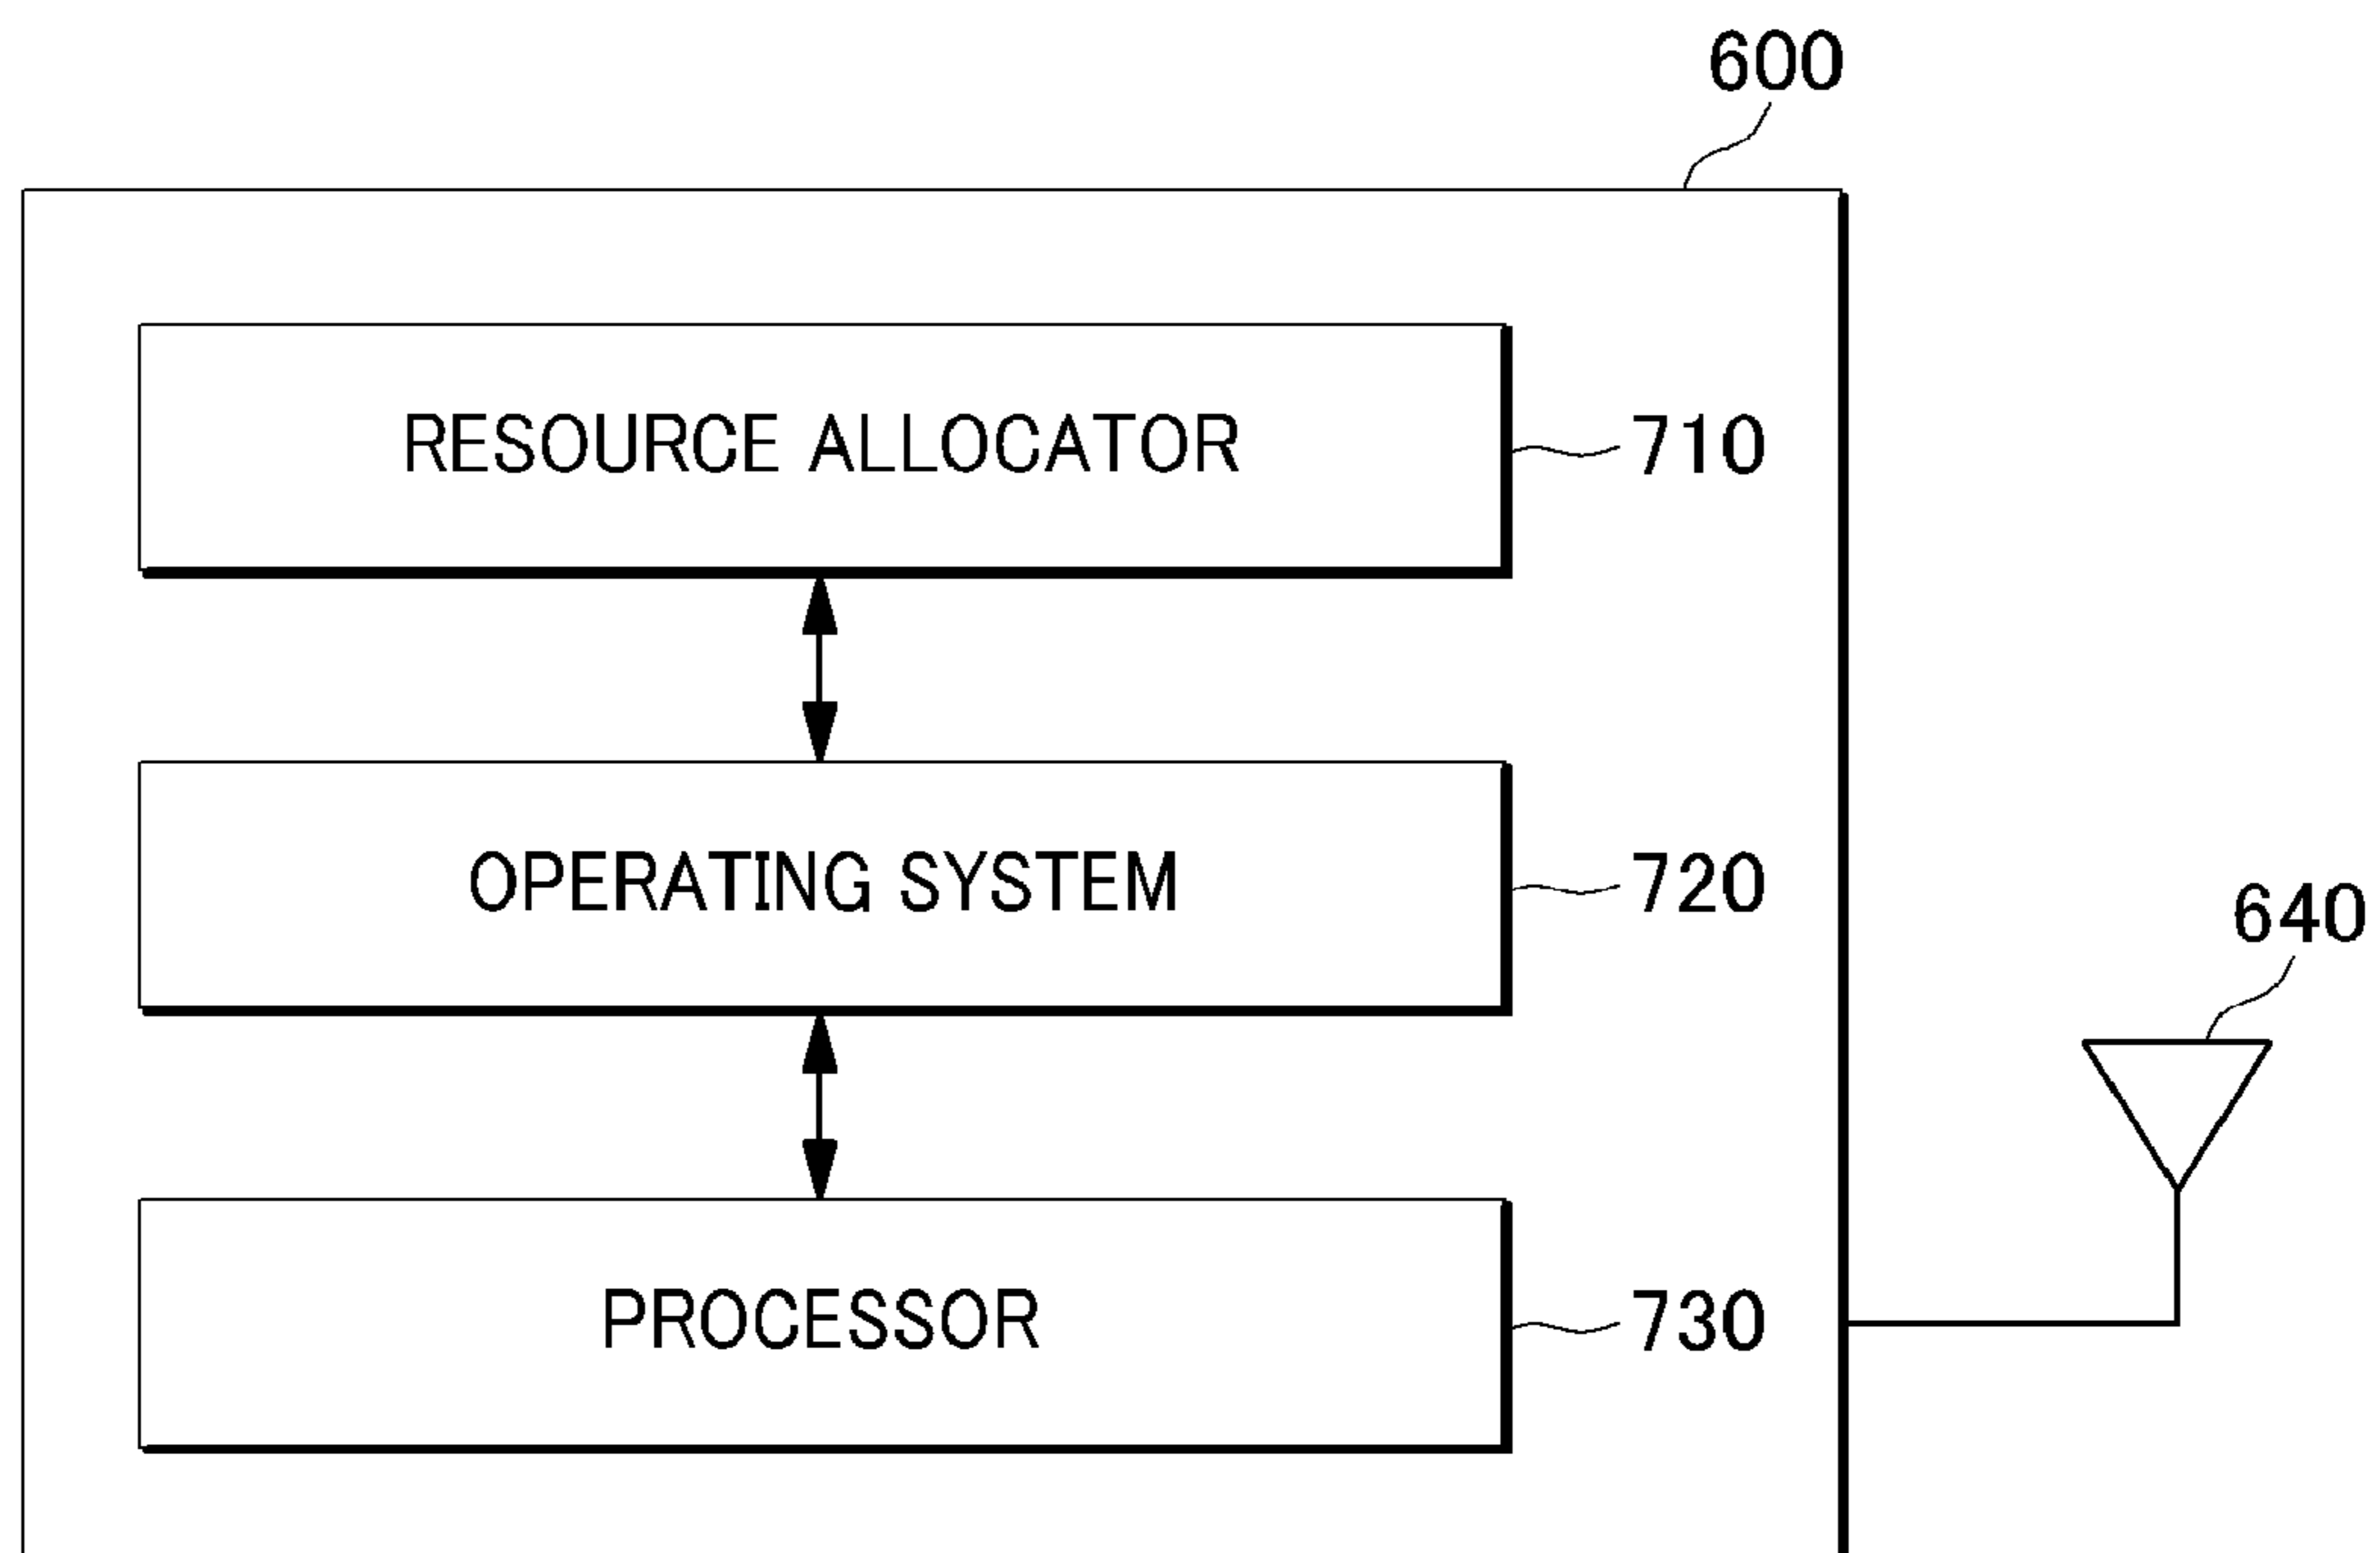 600
RESOURCE ALLOCATOR
710
OPERATING SYSTEM
720
640
PROCESSOR
730